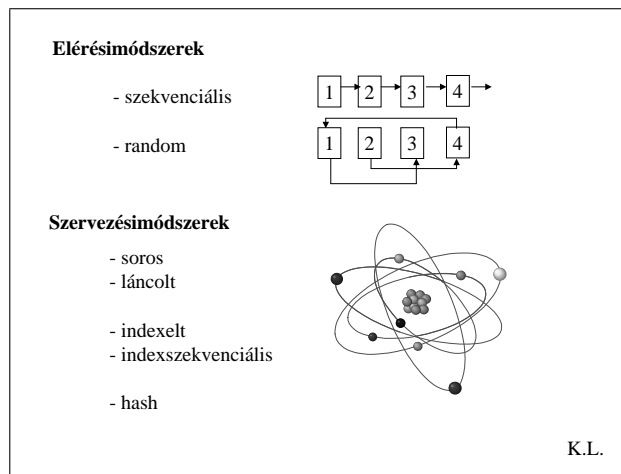 Elérésimódszerek
- szekvenciális
1 2 3 4
- random
1 2 3 4
Szervezésimódszerek
- soros
- láncolt
- indexelt
- indexszekvenciális
- hash
K.L.